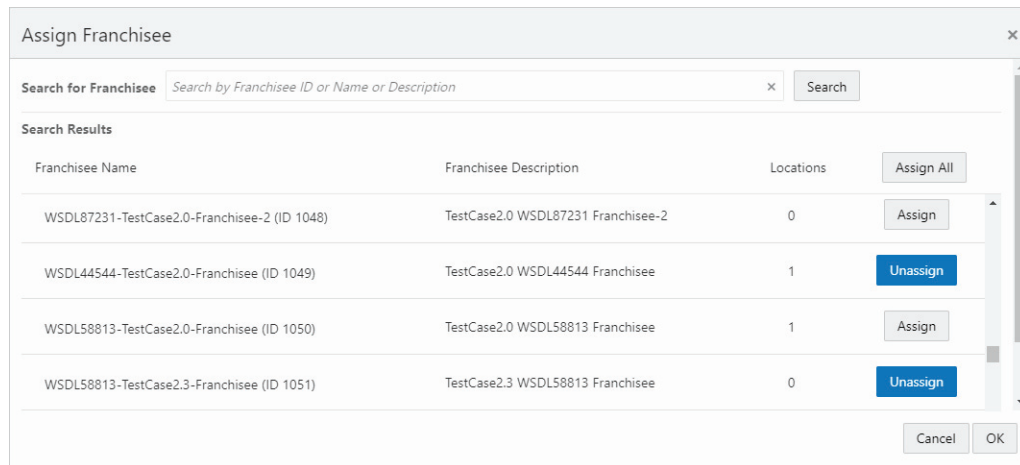 Assign Franchisee ×
Search for Franchisee Search by Franchisee ID or Name or Description × Search
Search Results
Franchisee Name Franchisee Description Locations Assign All
WSDL87231-TestCase2.0-Franchisee-2 (ID 1048) TestCase2.0 WSDL87231 Franchisee-2 0 Assign
WSDL44544-TestCase2.0-Franchisee (ID 1049) TestCase2.0 WSDL44544 Franchisee 1 Unassign
WSDL58813-TestCase2.0-Franchisee (ID 1050) TestCase2.0 WSDL58813 Franchisee 1 Assign
WSDL58813-TestCase2.3-Franchisee (ID 1051) TestCase2.3 WSDL58813 Franchisee 0 Unassign
Cancel OK